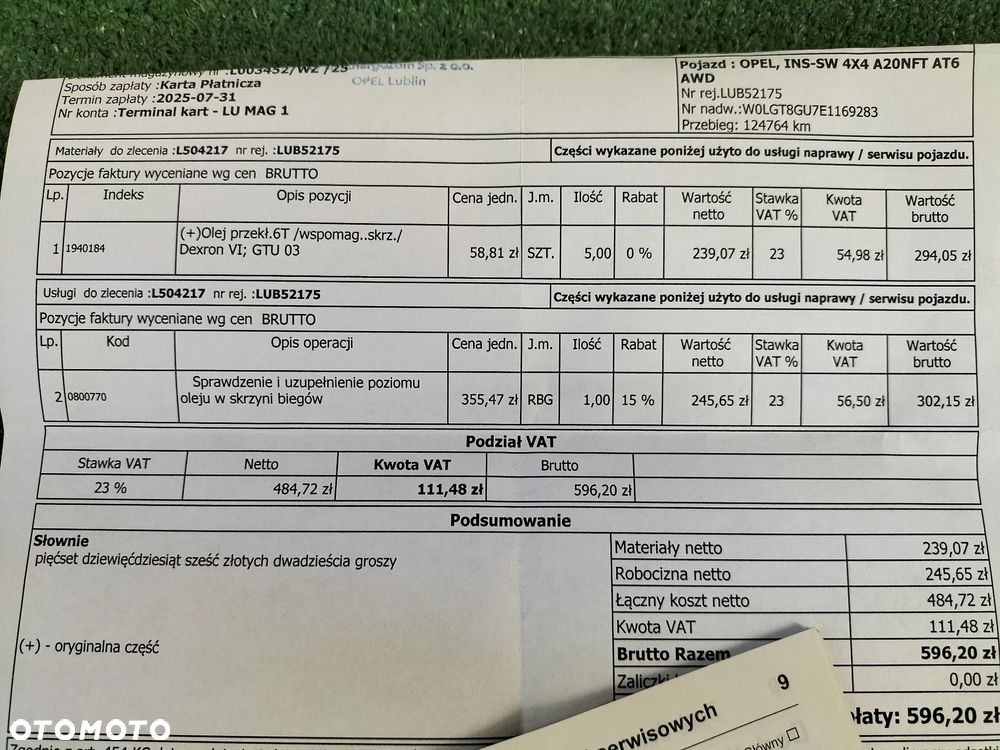 Dokument magazynowy nr :L003452/WZ /25
Sp. z o.o.
OPEL Lublin
Sposób zapłaty :Karta Płatnicza
Termin zapłaty :2025-07-31
Nr konta :Terminal kart - LU MAG 1
Pojazd : OPEL, INS-SW 4X4 A20NFT AT6
AWD
Nr rej.LUB52175
Nr nadw.:W0LGT8GU7E1169283
Przebieg: 124764 km
Materiały do zlecenia :L504217 nr rej. :LUB52175 Części wykazane poniżej użyto do usługi naprawy / serwisu pojazdu.
Pozycje faktury wyceniane wg cen BRUTTO
Lp. Indeks Opis pozycji Cena jedn. J.m. Ilość Rabat Wartość netto Stawka VAT % Kwota VAT Wartość brutto
1 1940184 (+)Olej przekł.6T /wspomag..skrz./ Dexron VI; GTU 03 58,81 zł SZT. 5,00 0 % 239,07 zł 23 54,98 zł 294,05 zł
Usługi do zlecenia :L504217 nr rej. :LUB52175 Części wykazane poniżej użyto do usługi naprawy / serwisu pojazdu.
Pozycje faktury wyceniane wg cen BRUTTO
Lp. Kod Opis operacji Cena jedn. J.m. Ilość Rabat Wartość netto Stawka VAT % Kwota VAT Wartość brutto
2 0800770 Sprawdzenie i uzupełnienie poziomu oleju w skrzyni biegów 355,47 zł RBG 1,00 15 % 245,65 zł 23 56,50 zł 302,15 zł
Podział VAT
Stawka VAT Netto Kwota VAT Brutto
23 % 484,72 zł 111,48 zł 596,20 zł
Podsumowanie
Słownie
pięćset dziewięćdziesiąt sześć złotych dwadzieścia groszy
(+) - oryginalna część
Materiały netto 239,07 zł
Robocizna netto 245,65 zł
Łączny koszt netto 484,72 zł
Kwota VAT 111,48 zł
Brutto Razem 596,20 zł
Zaliczki 0,00 zł
łaty: 596,20 zł
9
serwisowych
Główny
OTOMOTO